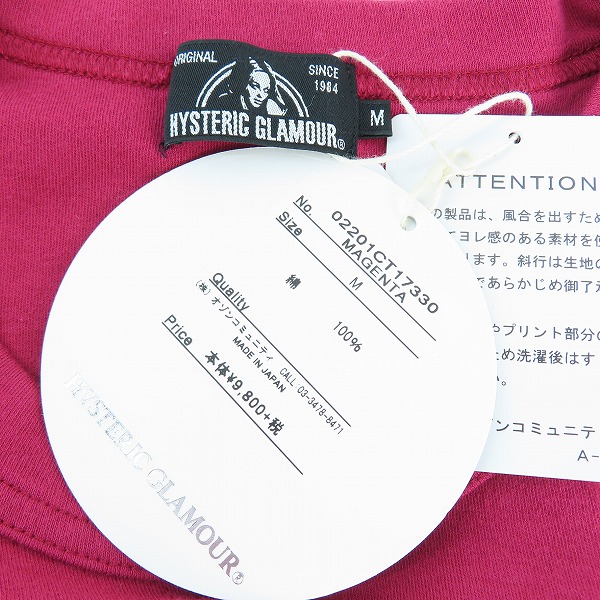 ORIGINAL
SINCE
1984
HYSTERIC GLAMOUR®
M
No. 02201CT17330
MAGENTA
Size M
Quality 綿 100%
(株)オゾンコミュニティ CALL:03-3478-8471
MADE IN JAPAN
Price 本体¥9,800+税
HYSTERIC GLAMOUR®
ATTENTION
の製品は、風合を出すため
てヨレ感のある素材を使
ります。斜行は生地の
であらかじめ御了
やプリント部分の
ため洗濯後はす
い。
ゾンコミュニテ
A-